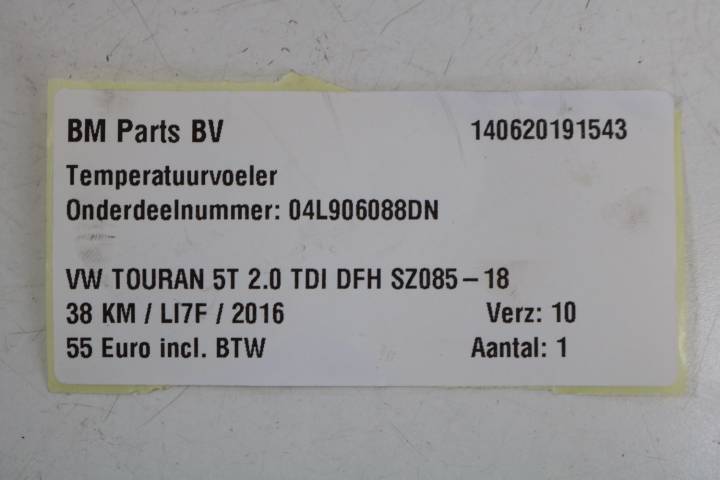 BM Parts BV 140620191543
Temperatuurvoeler
Onderdeelnummer: 04L906088DN
VW TOURAN 5T 2.0 TDI DFH SZ085-18
38 KM / LI7F / 2016 Verz: 10
55 Euro incl. BTW Aantal: 1